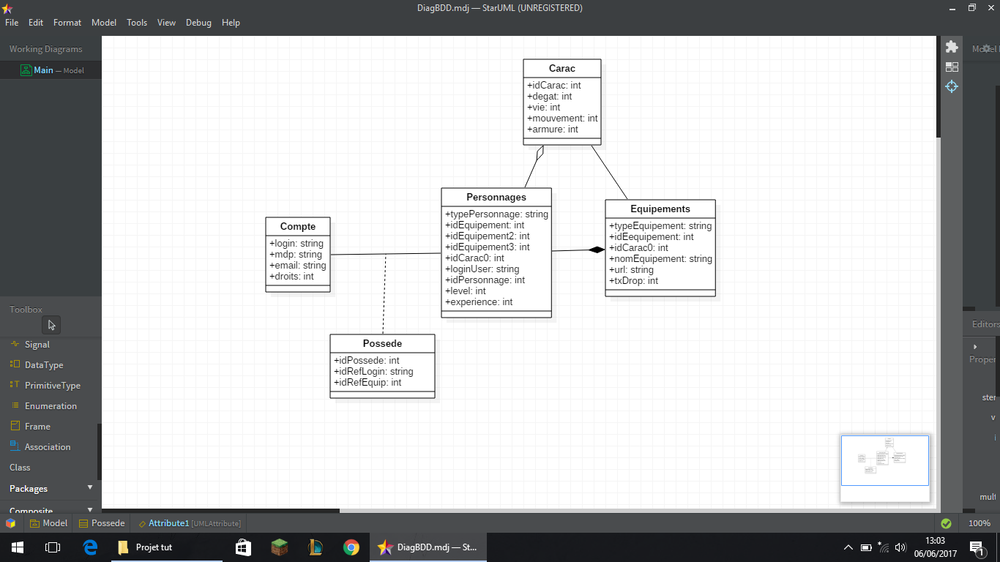 DiagBDD.mdj — StarUML (UNREGISTERED)
File Edit Format Model Tools View Debug Help
Working Diagrams
Main — Model
Toolbox
Signal
DataType
PrimitiveType
Enumeration
Frame
Association
Class
Packages
Composite
Carac
+idCarac: int
+degat: int
+vie: int
+mouvement: int
+armure: int
Personnages
+typePersonnage: string
+idEquipement: int
+idEquipement2: int
+idEquipement3: int
+idCarac0: int
+loginUser: string
+idPersonnage: int
+level: int
+experience: int
Equipements
+typeEquipement: string
+idEequipement: int
+idCarac0: int
+nomEquipement: string
+url: string
+txDrop: int
Compte
+login: string
+mdp: string
+email: string
+droits: int
Possede
+idPossede: int
+idRefLogin: string
+idRefEquip: int
Editors
Proper
ster
v
i
mult
Model Possede Attribute1 [UMLAttribute]
100%
Projet tut
DiagBDD.mdj — St...
13:03
06/06/2017
1